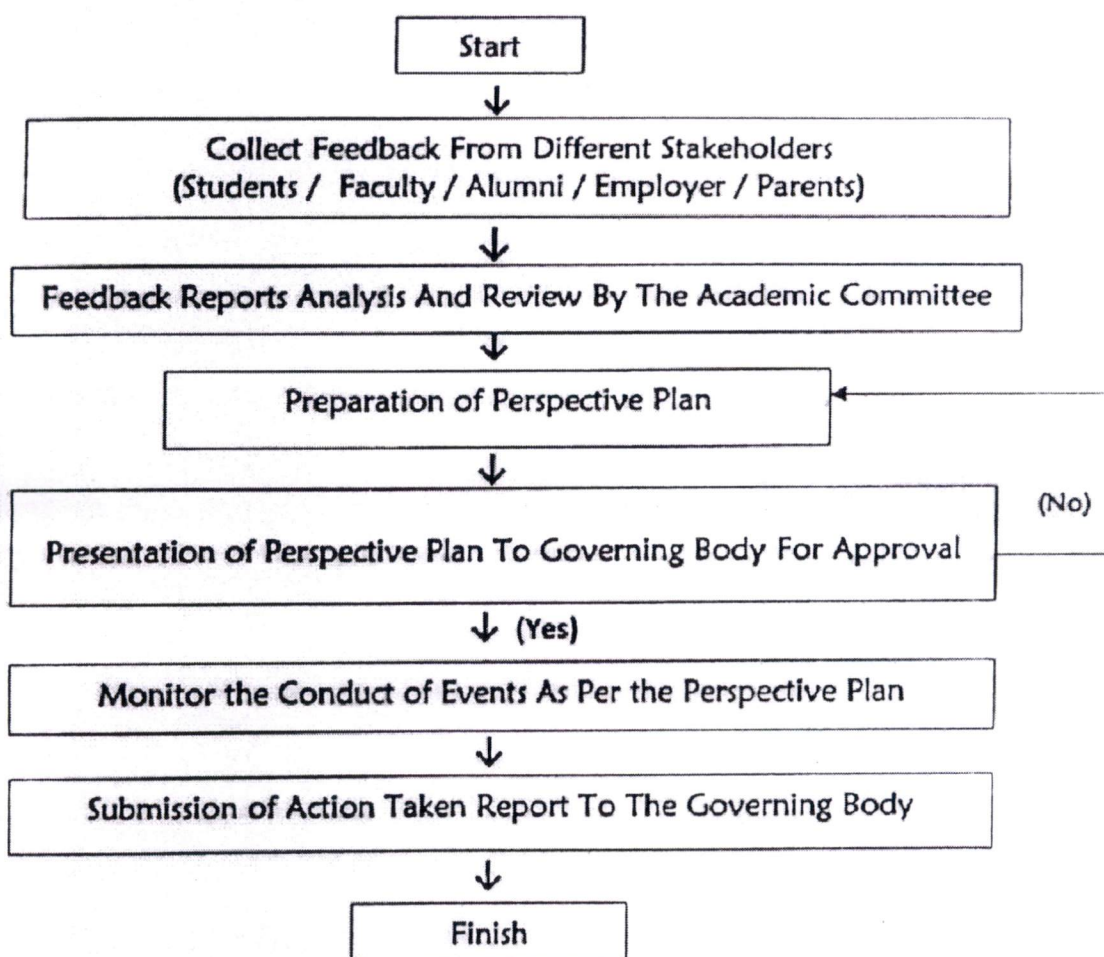 Start
Collect Feedback From Different Stakeholders
(Students / Faculty / Alumni / Employer / Parents)
Feedback Reports Analysis And Review By The Academic Committee
Preparation of Perspective Plan
(No)
Presentation of Perspective Plan To Governing Body For Approval
(Yes)
Monitor the Conduct of Events As Per the Perspective Plan
Submission of Action Taken Report To The Governing Body
Finish